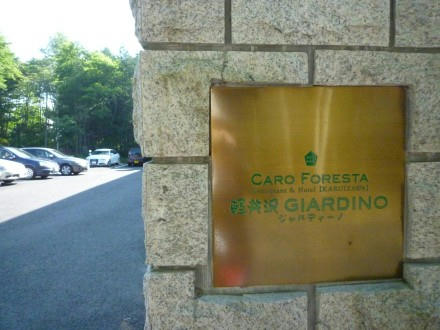 CARO FORESTA
Restaurant & Hotel [KARUIZAWA]
軽井沢 GIARDINO
ジャルディーノ